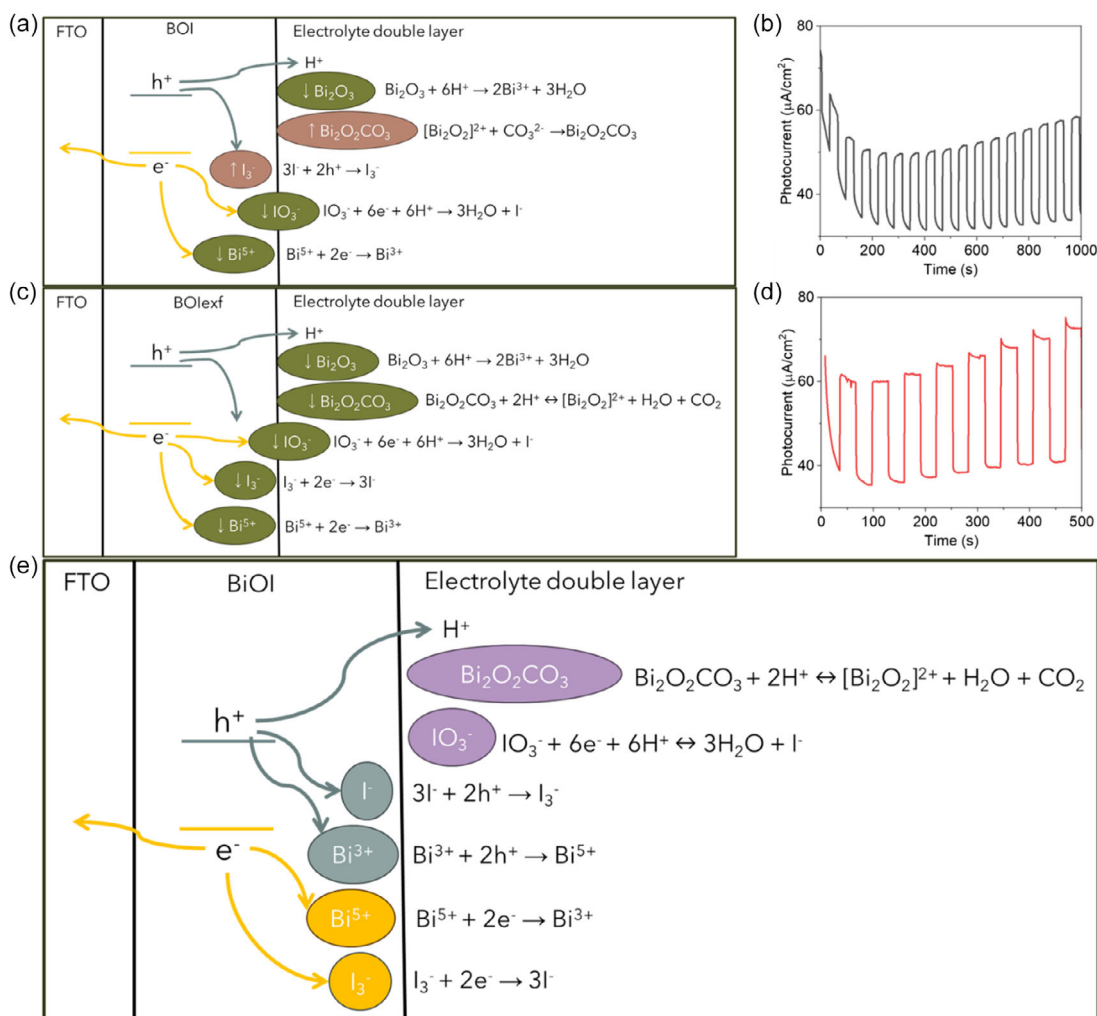 (a)
FTO BOI Electrolyte double layer
H⁺
h⁺
↓ Bi₂O₃ Bi₂O₃ + 6H⁺ → 2Bi³⁺ + 3H₂O
↑ Bi₂O₂CO₃ [Bi₂O₂]²⁺ + CO₃²⁻ →Bi₂O₂CO₃
e⁻
↑ I₃⁻ 3I⁻ + 2h⁺ → I₃⁻
↓ IO₃⁻ IO₃⁻ + 6e⁻ + 6H⁺ → 3H₂O + I⁻
↓ Bi⁵⁺ Bi⁵⁺ + 2e⁻ → Bi³⁺
(b)
Photocurrent (μA/cm²)
80
60
40
0 200 400 600 800 1000
Time (s)
(c)
FTO BOIexf Electrolyte double layer
H⁺
h⁺
↓ Bi₂O₃ Bi₂O₃ + 6H⁺ → 2Bi³⁺ + 3H₂O
↓ Bi₂O₂CO₃ Bi₂O₂CO₃ + 2H⁺ ↔ [Bi₂O₂]²⁺ + H₂O + CO₂
e⁻
↓ IO₃⁻ IO₃⁻ + 6e⁻ + 6H⁺ → 3H₂O + I⁻
↓ I₃⁻ I₃⁻ + 2e⁻ → 3I⁻
↓ Bi⁵⁺ Bi⁵⁺ + 2e⁻ → Bi³⁺
(d)
Photocurrent (μA/cm²)
80
60
40
0 100 200 300 400 500
Time (s)
(e)
FTO BiOI Electrolyte double layer
H⁺
Bi₂O₂CO₃ Bi₂O₂CO₃ + 2H⁺ ↔ [Bi₂O₂]²⁺ + H₂O + CO₂
h⁺
IO₃⁻ IO₃⁻ + 6e⁻ + 6H⁺ ↔ 3H₂O + I⁻
I⁻ 3I⁻ + 2h⁺ → I₃⁻
e⁻
Bi³⁺ Bi³⁺ + 2h⁺ → Bi⁵⁺
Bi⁵⁺ Bi⁵⁺ + 2e⁻ → Bi³⁺
I₃⁻ I₃⁻ + 2e⁻ → 3I⁻